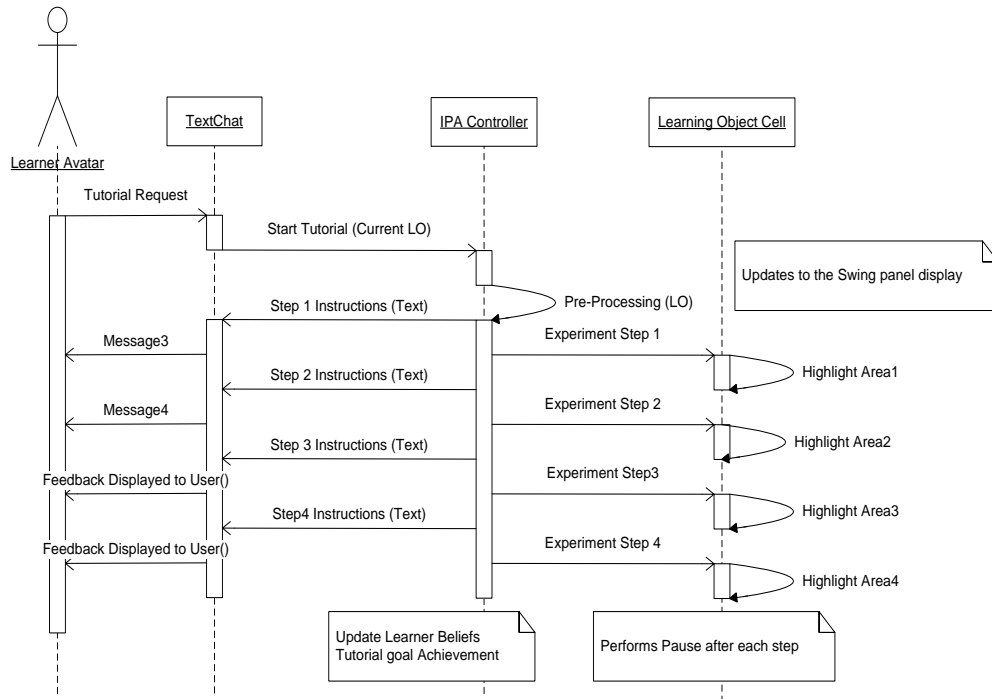 TextChat
IPA Controller
Learning Object Cell
Learner Avatar
Tutorial Request
Start Tutorial (Current LO)
Updates to the Swing panel display
Pre-Processing (LO)
Step 1 Instructions (Text)
Experiment Step 1
Message3
Highlight Area1
Step 2 Instructions (Text)
Experiment Step 2
Message4
Highlight Area2
Step 3 Instructions (Text)
Experiment Step3
Feedback Displayed to User()
Highlight Area3
Step4 Instructions (Text)
Experiment Step 4
Feedback Displayed to User()
Highlight Area4
Update Learner Beliefs
Tutorial goal Achievement
Performs Pause after each step